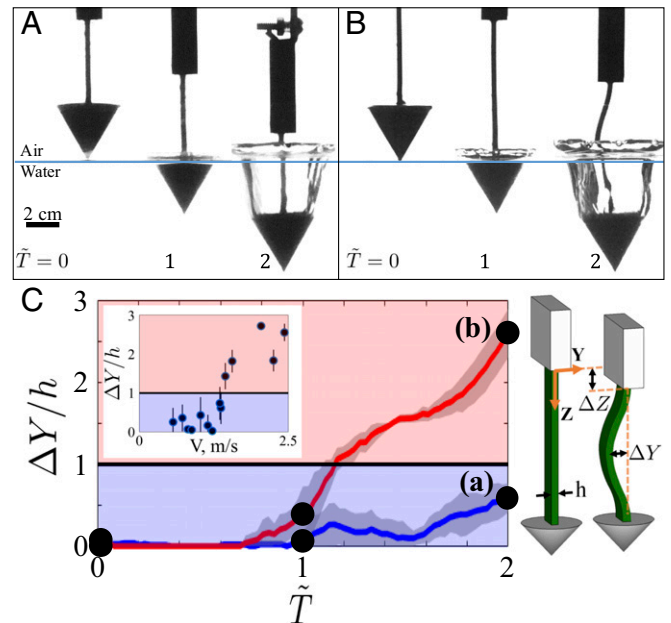 A
B
Air
Water
2 cm
T̃ = 0
1
2
T̃ = 0
1
2
C
3
2
1
0
ΔY/h
0
1
2
T̃
(b)
(a)
3
2
1
0
ΔY/h
0
2.5
V, m/s
Y
Z
ΔZ
ΔY
h